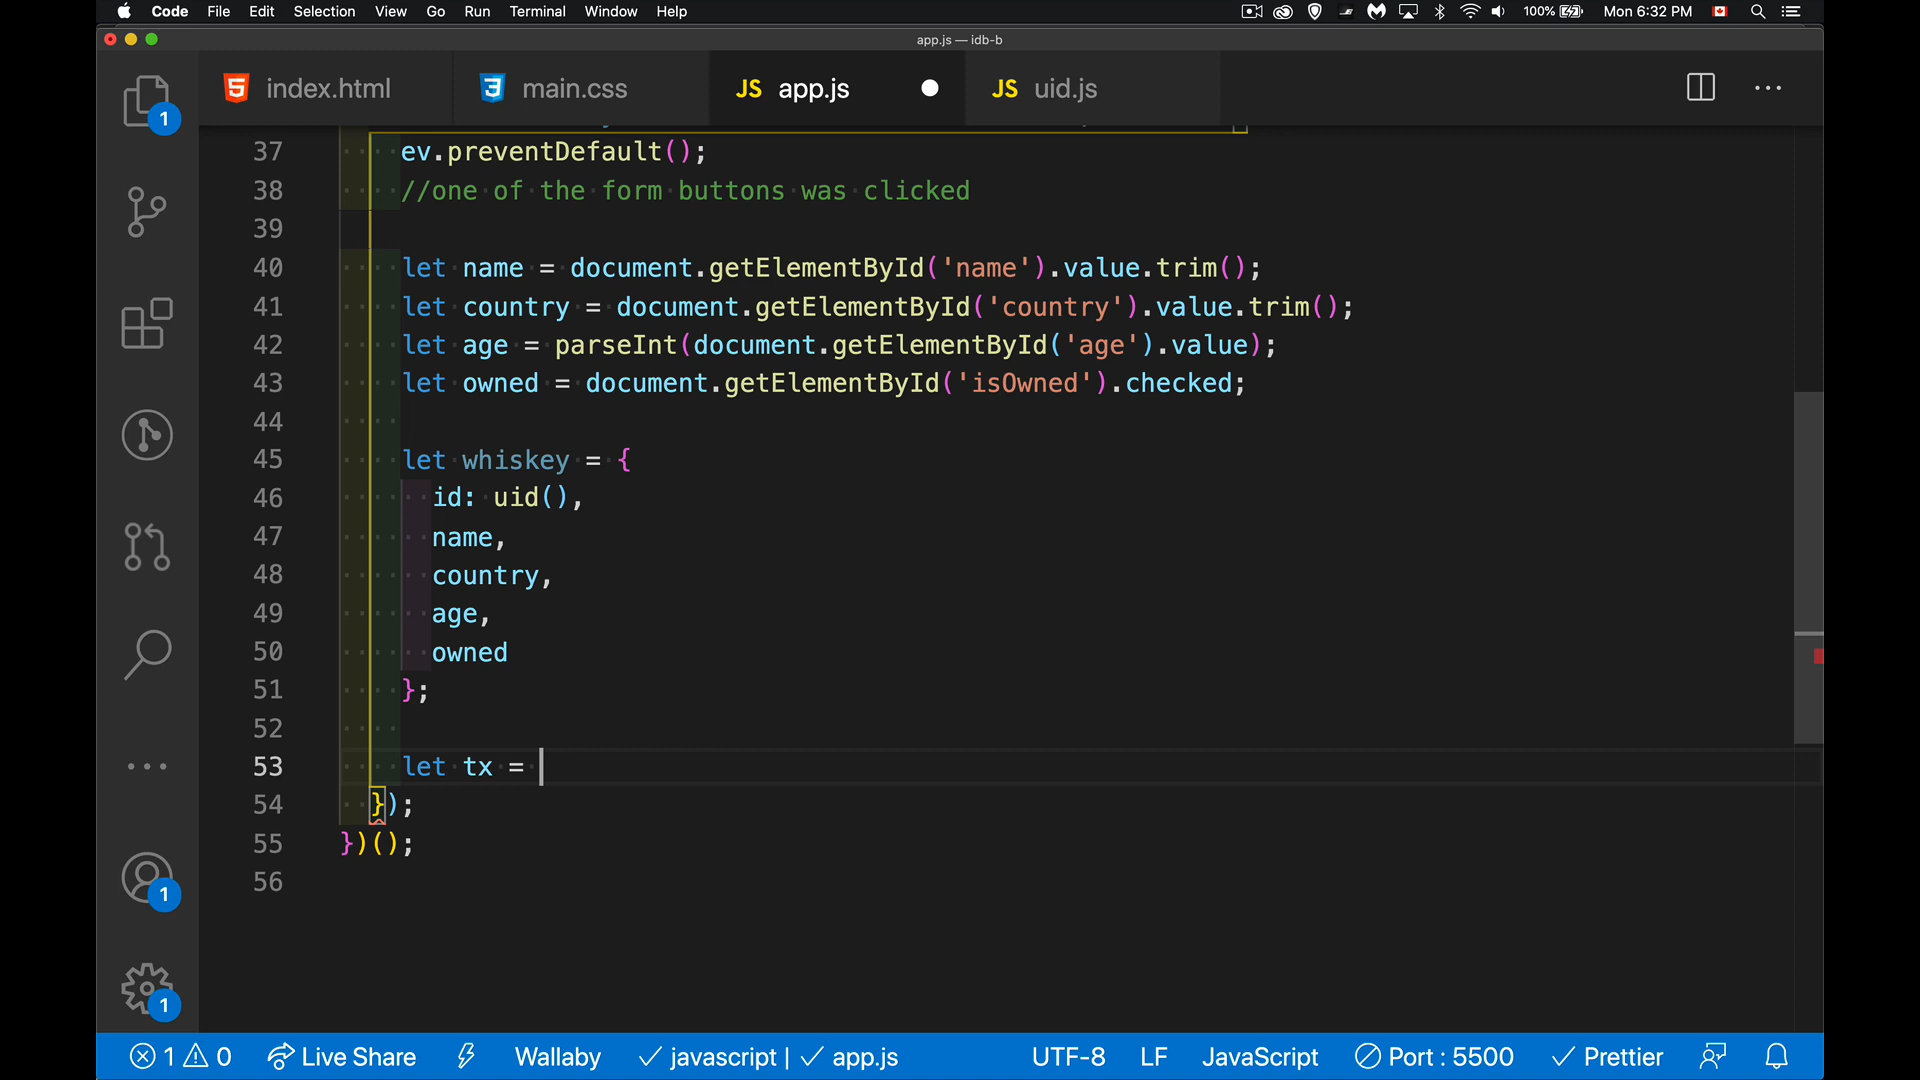 Code File Edit Selection View Go Run Terminal Window Help 100% Mon 6:32 PM
app.js — idb-b
index.html main.css JS app.js JS uid.js
1
37 ev.preventDefault();
38 //one of the form buttons was clicked
39
40 let name = document.getElementById('name').value.trim();
41 let country = document.getElementById('country').value.trim();
42 let age = parseInt(document.getElementById('age').value);
43 let owned = document.getElementById('isOwned').checked;
44
45 let whiskey = {
46 id: uid(),
47 name,
48 country,
49 age,
50 owned
51 };
52
53 let tx =
54 });
55 })();
56
1
1
1 0 Live Share Wallaby javascript | app.js UTF-8 LF JavaScript Port : 5500 Prettier